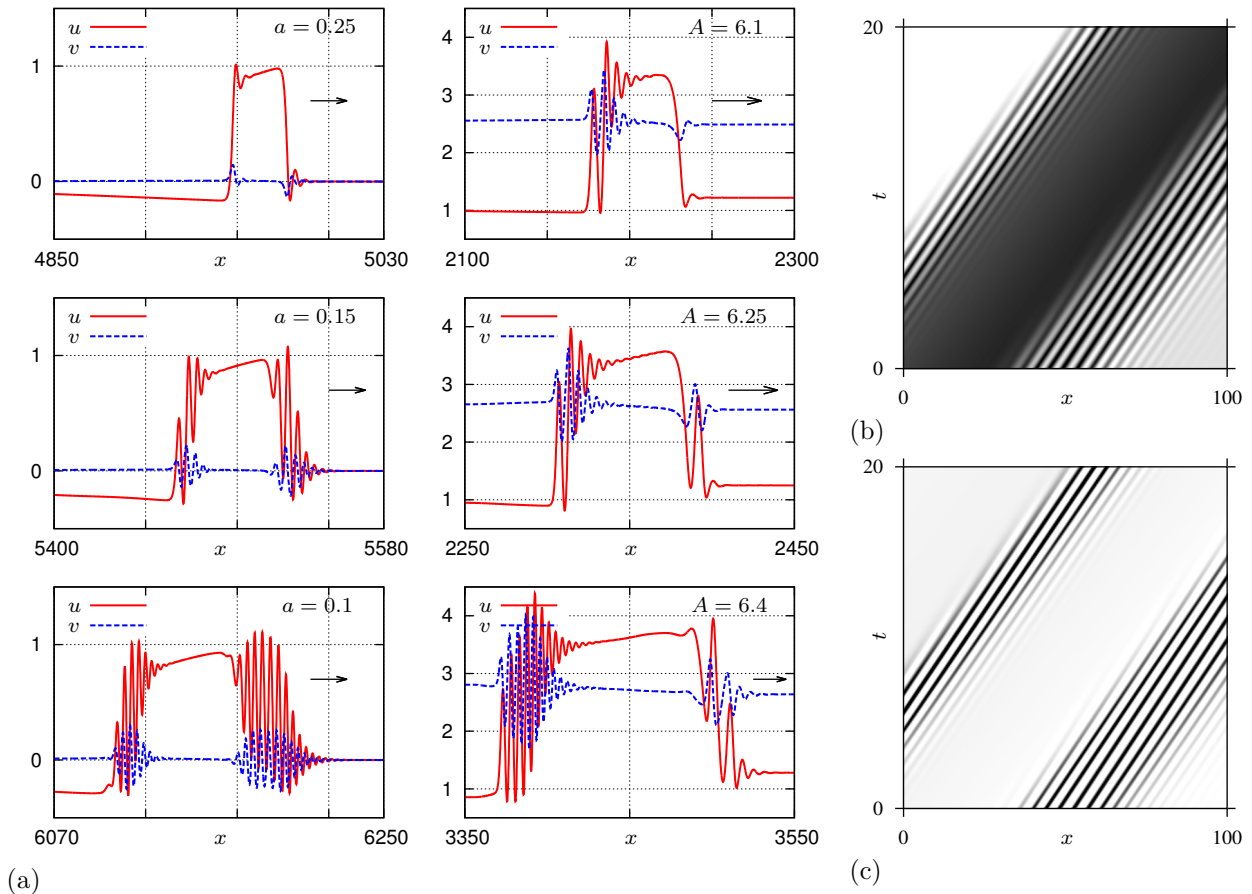 u
v
a = 0.25
1
0
4850
x
5030
u
v
A = 6.1
4
3
2
1
2100
x
2300
20
t
0
0
x
100
(b)
u
v
a = 0.15
1
0
5400
x
5580
u
v
A = 6.25
4
3
2
1
2250
x
2450
20
t
0
0
x
100
(c)
u
v
a = 0.1
1
0
6070
x
6250
u
v
A = 6.4
4
3
2
1
3350
x
3550
(a)